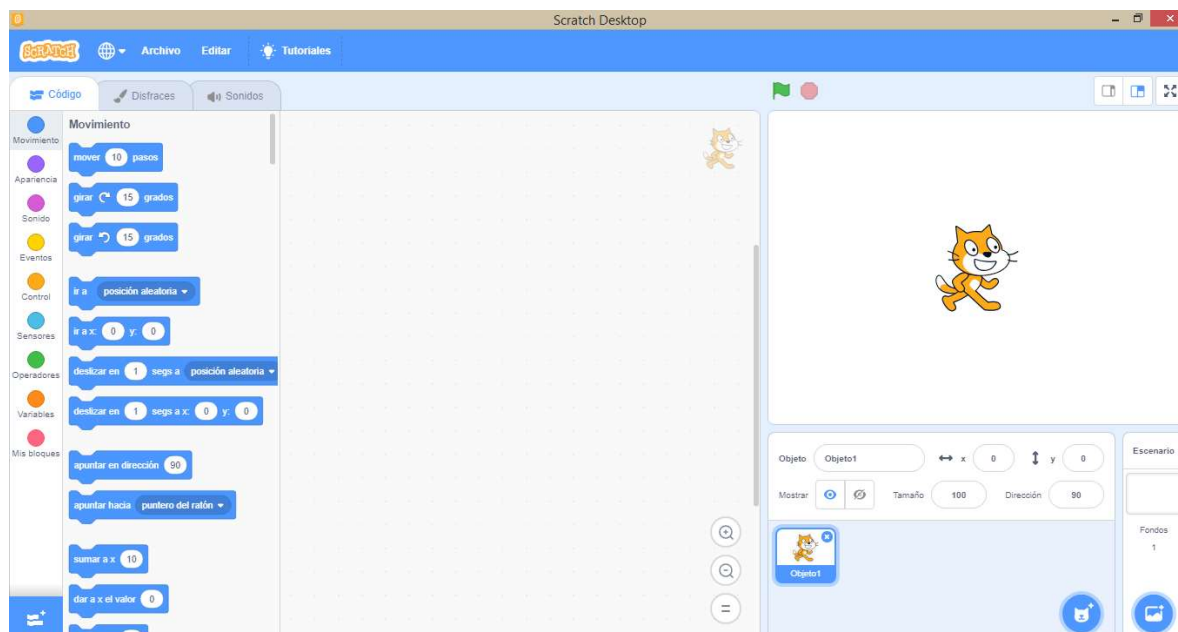 Scratch Desktop
SCRATCH Archivo Editar Tutoriales
Código Disfraces Sonidos
Movimiento
Apariencia
Sonido
Eventos
Control
Sensores
Operadores
Variables
Mis bloques
Movimiento
mover 10 pasos
girar 15 grados
girar 15 grados
ir a posición aleatoria
ir a x: 0 y: 0
deslizar en 1 segs a posición aleatoria
deslizar en 1 segs a x: 0 y: 0
apuntar en dirección 90
apuntar hacia puntero del ratón
sumar a x 10
dar a x el valor 0
Objeto Objeto1 x 0 y 0
Mostrar Tamaño 100 Dirección 90
Objeto1
Escenario
Fondos
1